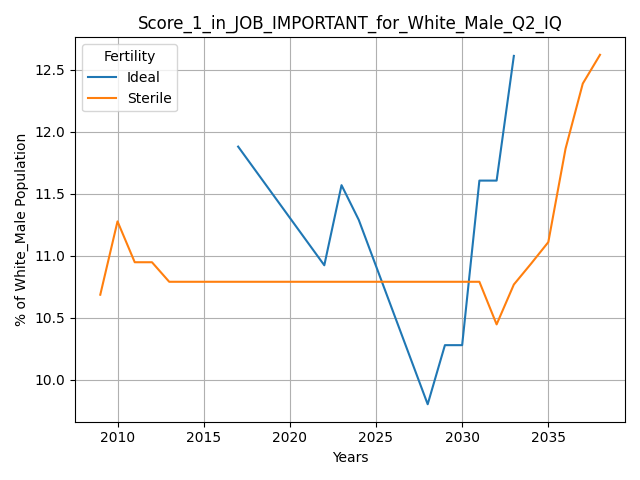 Score_1_in_JOB_IMPORTANT_for_White_Male_Q2_IQ
Fertility
Ideal
Sterile
% of White_Male Population
12.5
12.0
11.5
11.0
10.5
10.0
2010 2015 2020 2025 2030 2035
Years